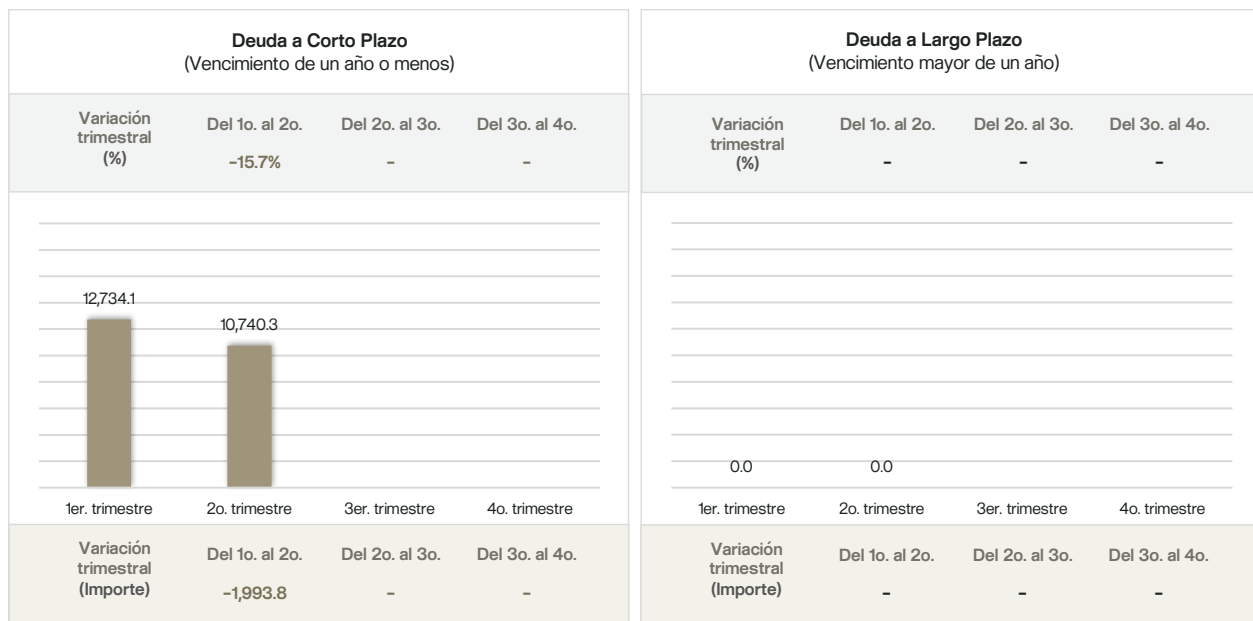 Deuda a Corto Plazo
(Vencimiento de un año o menos)
Variación
trimestral
(%)
Del 1o. al 2o.
Del 2o. al 3o.
Del 3o. al 4o.
-15.7%
-
-
12,734.1
10,740.3
1er. trimestre
2o. trimestre
3er. trimestre
4o. trimestre
Variación
trimestral
(Importe)
Del 1o. al 2o.
Del 2o. al 3o.
Del 3o. al 4o.
-1,993.8
-
-
Deuda a Largo Plazo
(Vencimiento mayor de un año)
Variación
trimestral
(%)
Del 1o. al 2o.
Del 2o. al 3o.
Del 3o. al 4o.
-
-
-
0.0
0.0
1er. trimestre
2o. trimestre
3er. trimestre
4o. trimestre
Variación
trimestral
(Importe)
Del 1o. al 2o.
Del 2o. al 3o.
Del 3o. al 4o.
-
-
-